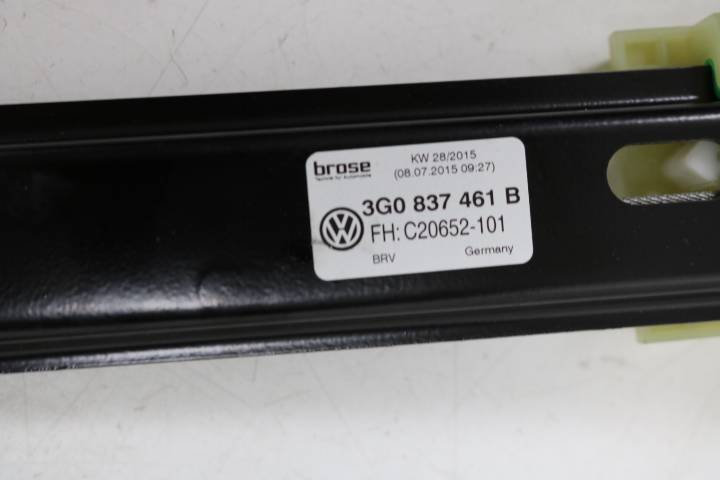 brose
Technik für Automobile
KW 28/2015
(08.07.2015 09:27)
3G0 837 461 B
FH: C20652-101
BRV
Germany